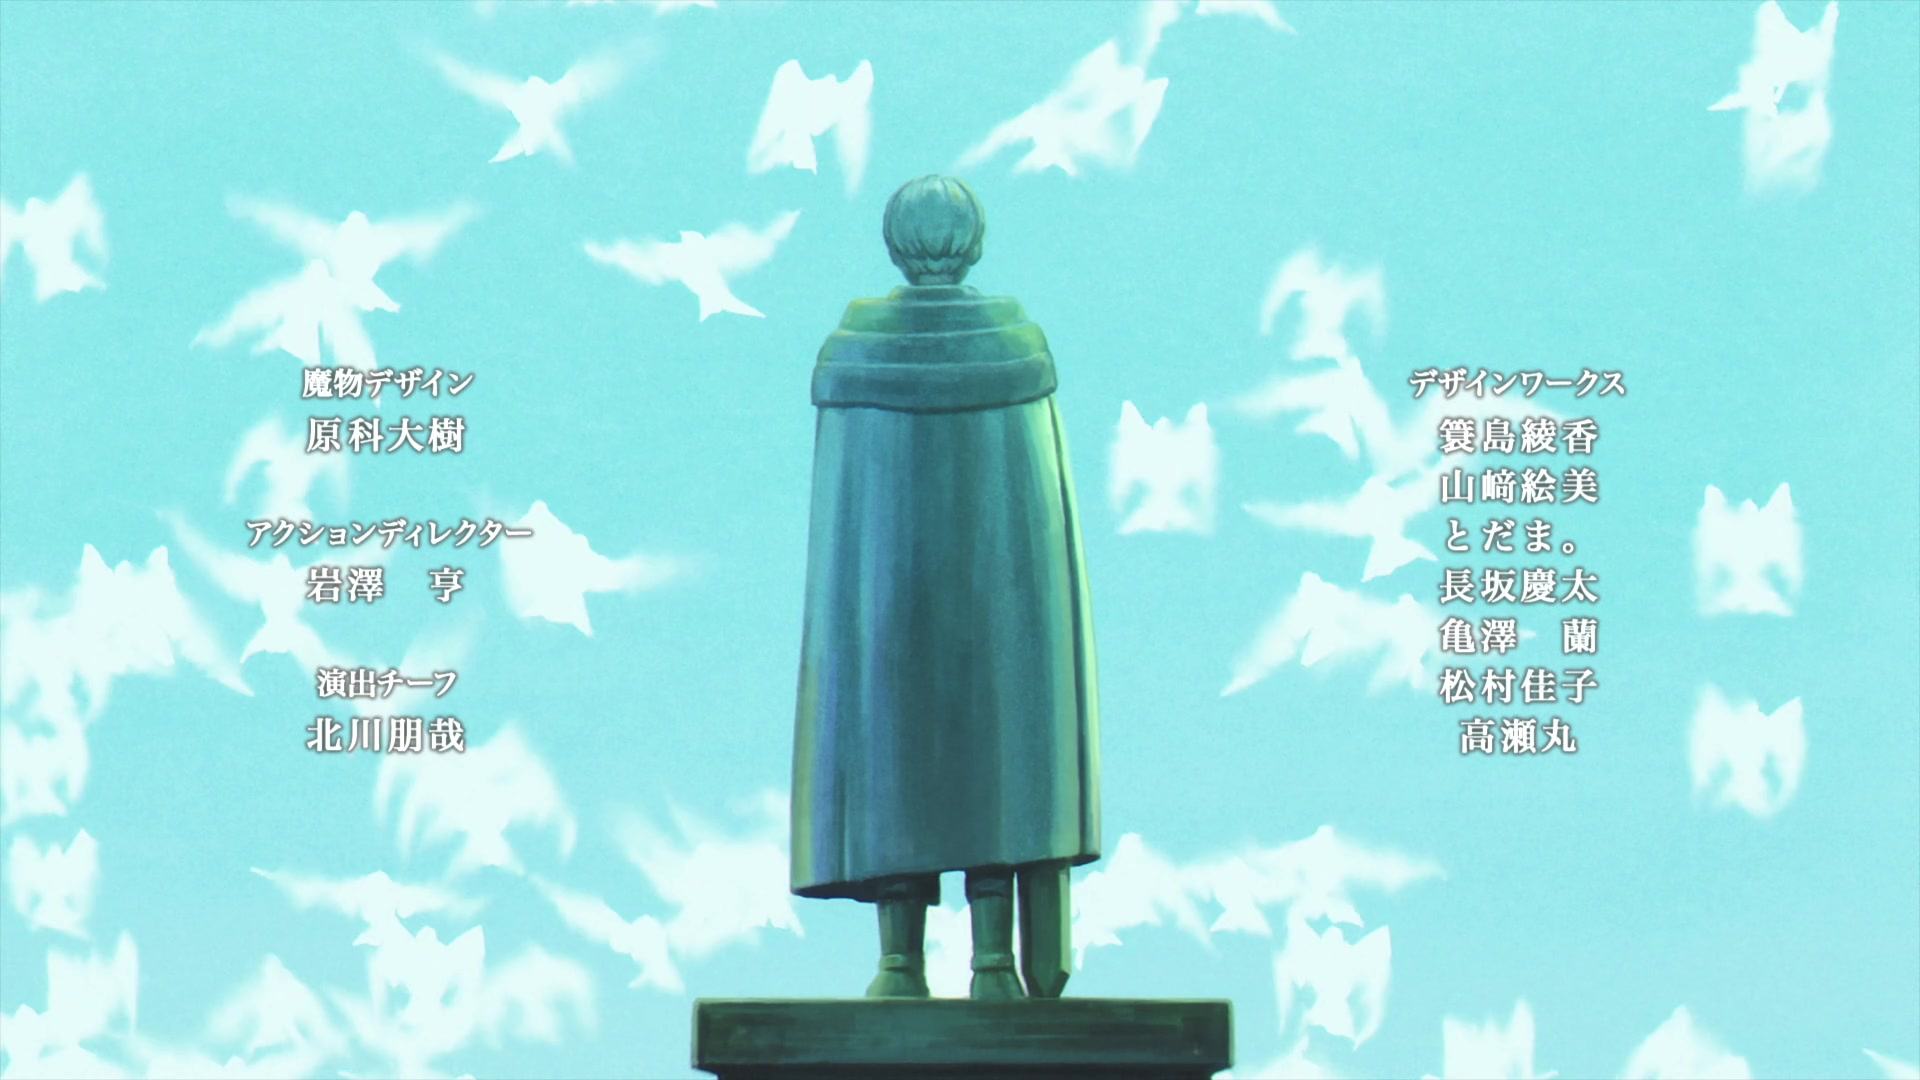 魔物デザイン
原科大樹
アクションディレクター
岩澤　亨
演出チーフ
北川朋哉
デザインワークス
簑島綾香
山﨑絵美
とだま。
長坂慶太
亀澤　蘭
松村佳子
高瀬丸